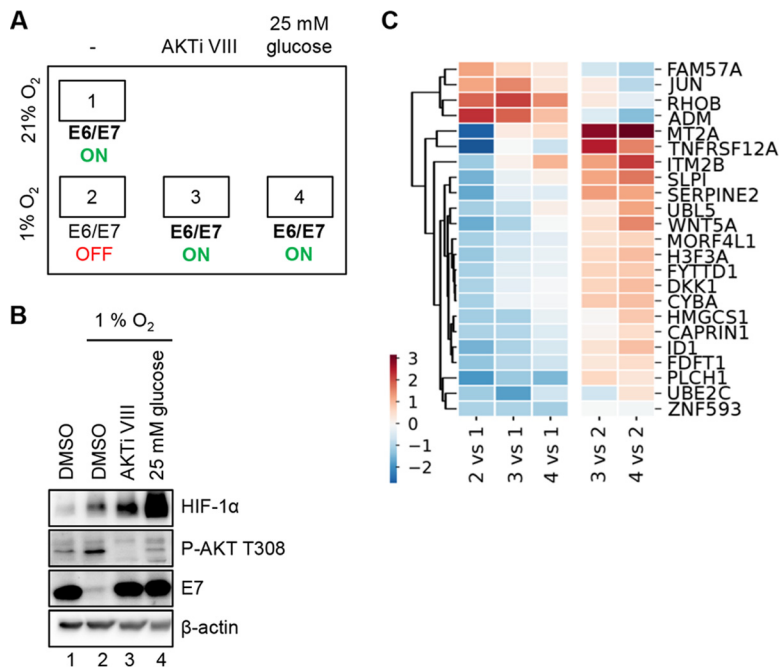 A
- AKTi VIII 25 mM glucose
21% O₂
1
E6/E7
ON
1% O₂
2 3 4
E6/E7 E6/E7 E6/E7
OFF ON ON
B
1 % O₂
DMSO DMSO AKTi VIII 25 mM glucose
HIF-1α
P-AKT T308
E7
β-actin
1 2 3 4
C
FAM57A
JUN
RHOB
ADM
MT2A
TNFRSF12A
ITM2B
SLPI
SERPINE2
UBL5
WNT5A
MORF4L1
H3F3A
FYTTD1
DKK1
CYBA
HMGCS1
CAPRIN1
ID1
FDFT1
PLCH1
UBE2C
ZNF593
3
2
1
0
−1
−2
2 vs 1 3 vs 1 4 vs 1 3 vs 2 4 vs 2